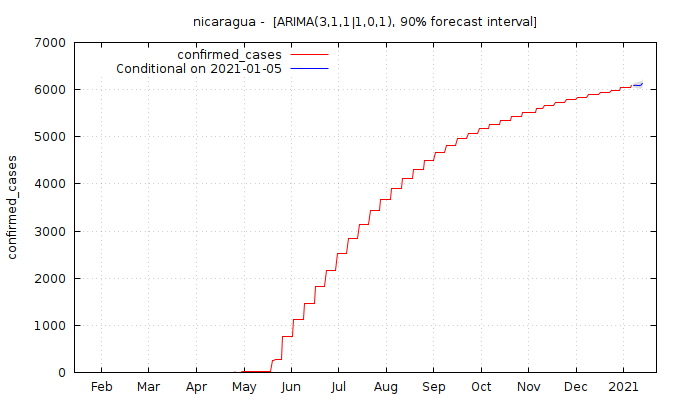 nicaragua -  [ARIMA(3,1,1|1,0,1), 90% forecast interval]
confirmed_cases
Conditional on 2021-01-05
7000
6000
5000
4000
3000
2000
1000
0
confirmed_cases
Feb Mar Apr May Jun Jul Aug Sep Oct Nov Dec 2021